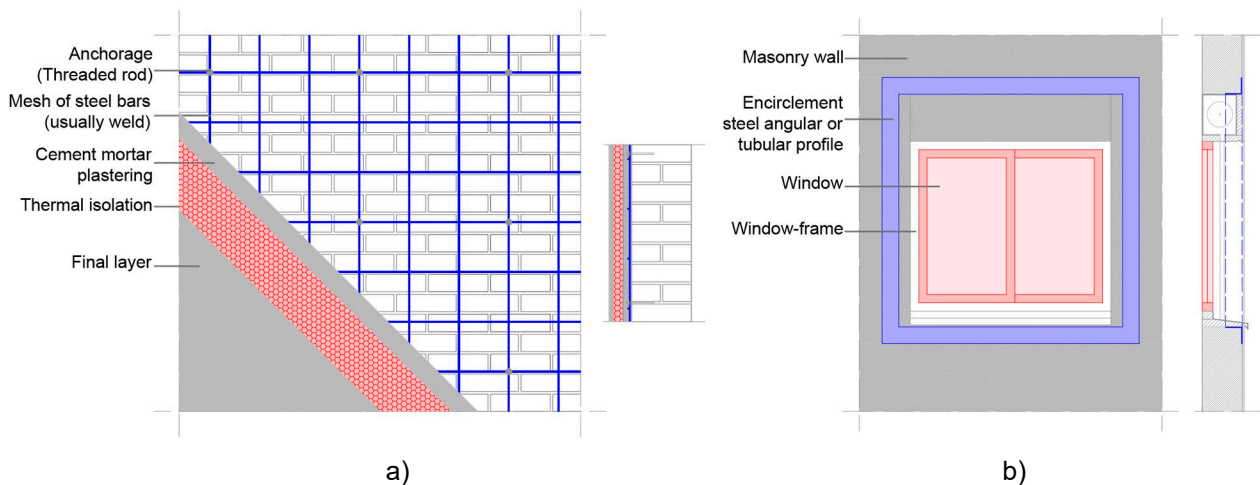 Anchorage
(Threaded rod)
Mesh of steel bars
(usually weld)
Cement mortar
plastering
Thermal isolation
Final layer
a)
Masonry wall
Encirclement
steel angular or
tubular profile
Window
Window-frame
b)